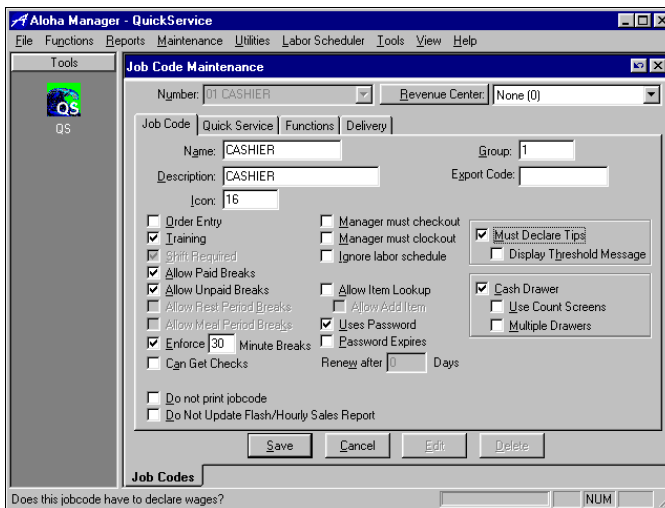 Aloha Manager - QuickService
File Functions Reports Maintenance Utilities Labor Scheduler Tools View Help
Tools
QS
QS
Job Code Maintenance
Number: 01 CASHIER Revenue Center: None (0)
Job Code Quick Service Functions Delivery
Name: CASHIER Group: 1
Description: CASHIER Export Code:
Icon: 16
Order Entry Manager must checkout
Training Manager must clockout Must Declare Tips
Shift Required Ignore labor schedule Display Threshold Message
Allow Paid Breaks
Allow Unpaid Breaks Allow Item Lookup Cash Drawer
Allow Rest Period Breaks Allow Add Item Use Count Screens
Allow Meal Period Breaks Uses Password Multiple Drawers
Enforce 30 Minute Breaks Password Expires
Can Get Checks Renew after 0 Days
Do not print jobcode
Do Not Update Flash/Hourly Sales Report
Save Cancel Edit Delete
Job Codes
Does this jobcode have to declare wages? NUM